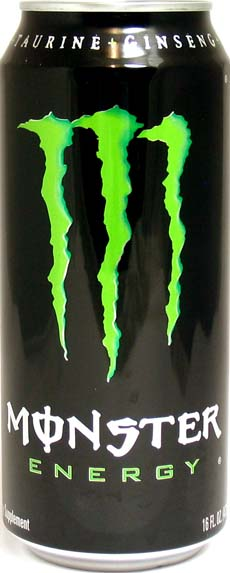 TAURINE + GINSENG
MONSTER
ENERGY ®
Supplement
16 FL. OZ